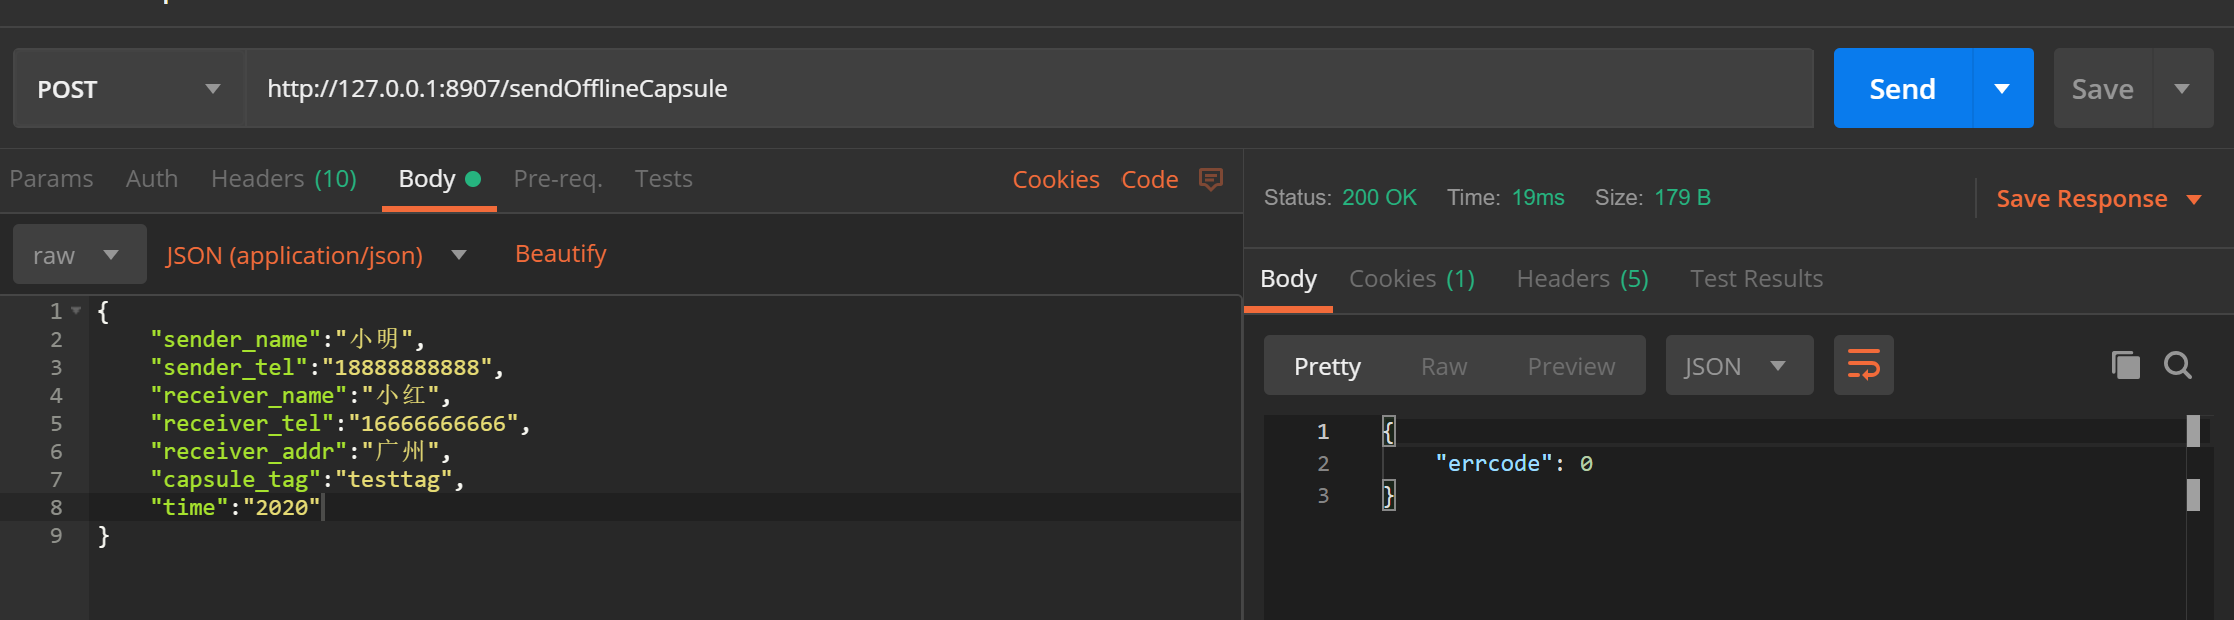 POST
http://127.0.0.1:8907/sendOfflineCapsule
Send
Save
Params Auth Headers (10) Body Pre-req. Tests Cookies Code
raw JSON (application/json) Beautify
1 {
2 "sender_name":"小明",
3 "sender_tel":"18888888888",
4 "receiver_name":"小红",
5 "receiver_tel":"16666666666",
6 "receiver_addr":"广州",
7 "capsule_tag":"testtag",
8 "time":"2020"
9 }
Status: 200 OK Time: 19ms Size: 179 B Save Response
Body Cookies (1) Headers (5) Test Results
Pretty Raw Preview JSON
1 {
2 "errcode": 0
3 }